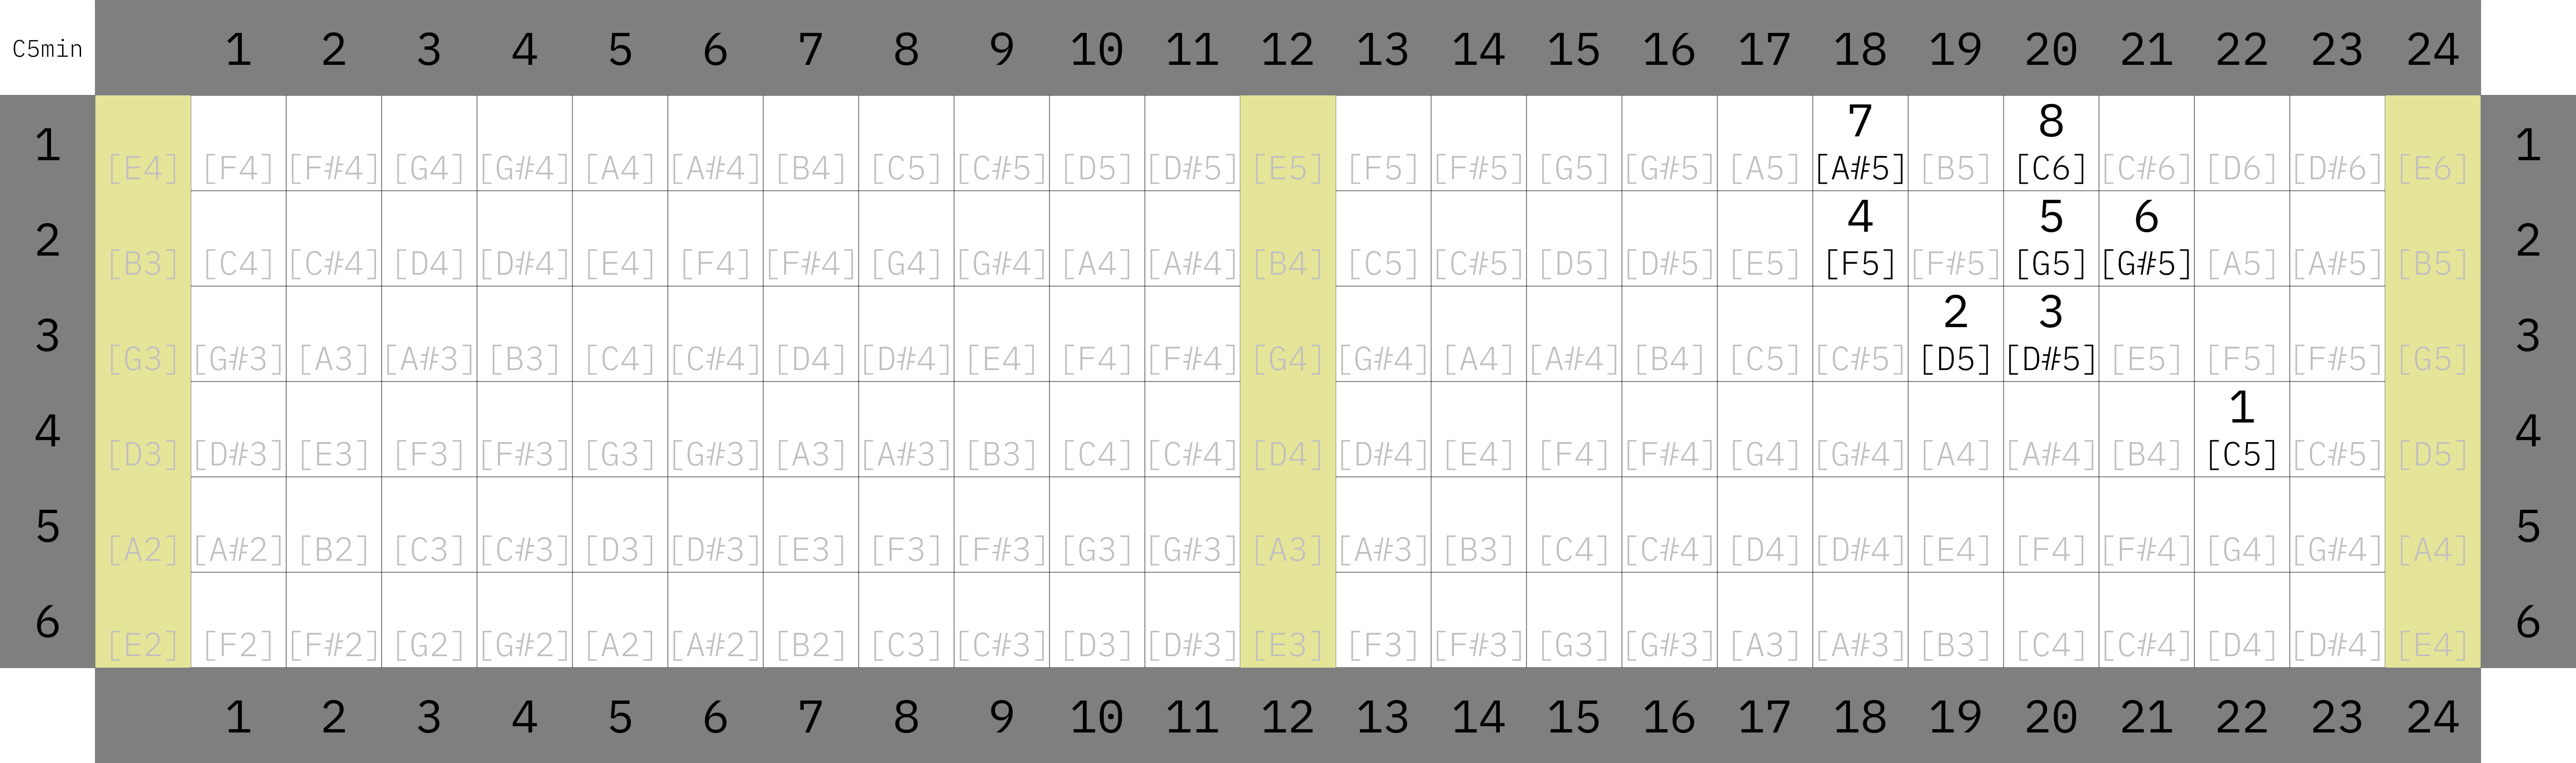 C5min 1 2 3 4 5 6 7 8 9 10 11 12 13 14 15 16 17 18 19 20 21 22 23 24
7 8
1 [E4] [F4] [F#4] [G4] [G#4] [A4] [A#4] [B4] [C5] [C#5] [D5] [D#5] [E5] [F5] [F#5] [G5] [G#5] [A5] [A#5] [B5] [C6] [C#6] [D6] [D#6] [E6] 1
4 5 6
2 [B3] [C4] [C#4] [D4] [D#4] [E4] [F4] [F#4] [G4] [G#4] [A4] [A#4] [B4] [C5] [C#5] [D5] [D#5] [E5] [F5] [F#5] [G5] [G#5] [A5] [A#5] [B5] 2
2 3
3 [G3] [G#3] [A3] [A#3] [B3] [C4] [C#4] [D4] [D#4] [E4] [F4] [F#4] [G4] [G#4] [A4] [A#4] [B4] [C5] [C#5] [D5] [D#5] [E5] [F5] [F#5] [G5] 3
1
4 [D3] [D#3] [E3] [F3] [F#3] [G3] [G#3] [A3] [A#3] [B3] [C4] [C#4] [D4] [D#4] [E4] [F4] [F#4] [G4] [G#4] [A4] [A#4] [B4] [C5] [C#5] [D5] 4
5 [A2] [A#2] [B2] [C3] [C#3] [D3] [D#3] [E3] [F3] [F#3] [G3] [G#3] [A3] [A#3] [B3] [C4] [C#4] [D4] [D#4] [E4] [F4] [F#4] [G4] [G#4] [A4] 5
6 [E2] [F2] [F#2] [G2] [G#2] [A2] [A#2] [B2] [C3] [C#3] [D3] [D#3] [E3] [F3] [F#3] [G3] [G#3] [A3] [A#3] [B3] [C4] [C#4] [D4] [D#4] [E4] 6
1 2 3 4 5 6 7 8 9 10 11 12 13 14 15 16 17 18 19 20 21 22 23 24